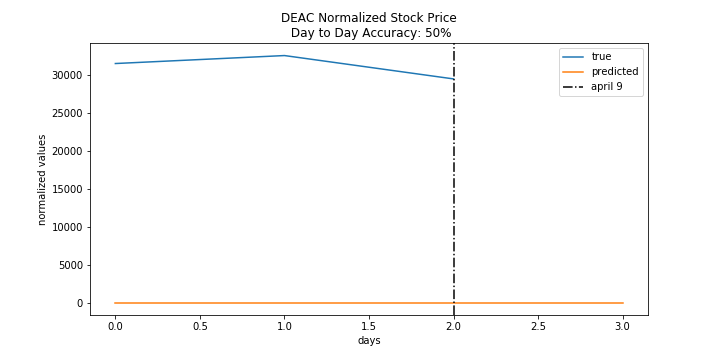 DEAC Normalized Stock Price
Day to Day Accuracy: 50%
true
predicted
april 9
normalized values
30000
25000
20000
15000
10000
5000
0
0.0 0.5 1.0 1.5 2.0 2.5 3.0
days